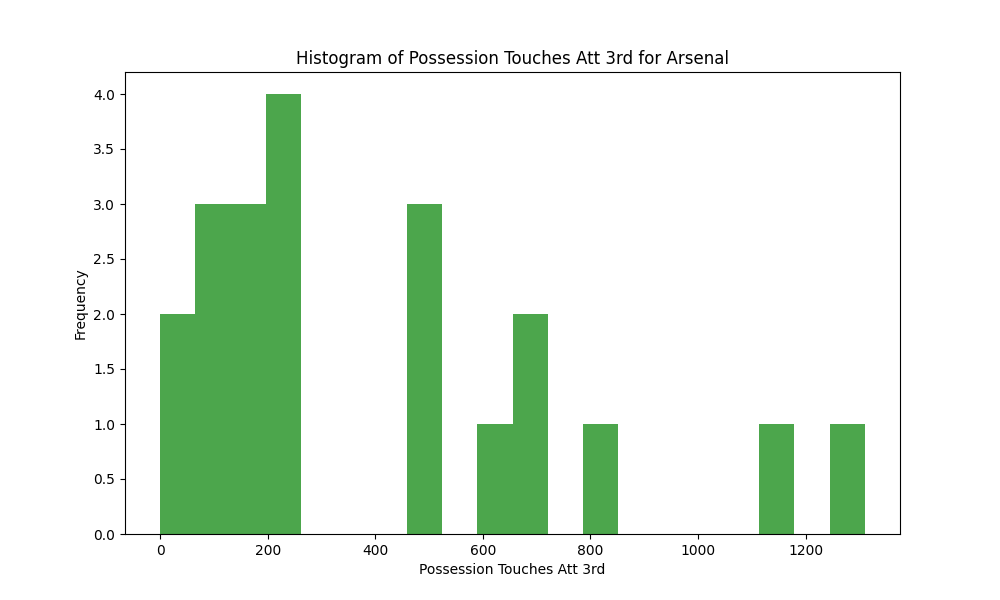 Histogram of Possession Touches Att 3rd for Arsenal
4.0
3.5
3.0
2.5
2.0
1.5
1.0
0.5
0.0
Frequency
0 200 400 600 800 1000 1200
Possession Touches Att 3rd